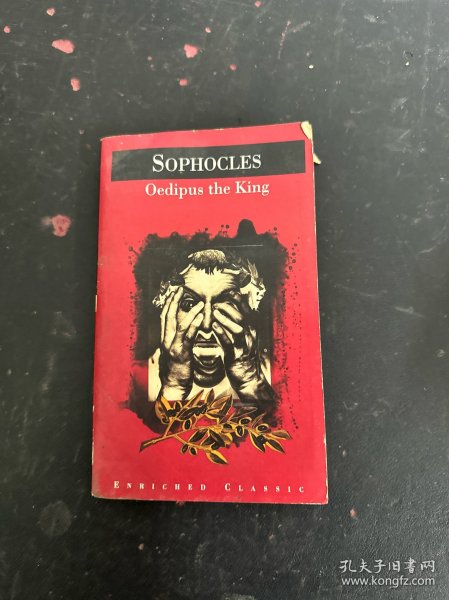 SOPHOCLES
Oedipus the King
ENRICHED CLASSIC
孔夫子旧书网
www.kongfz.com